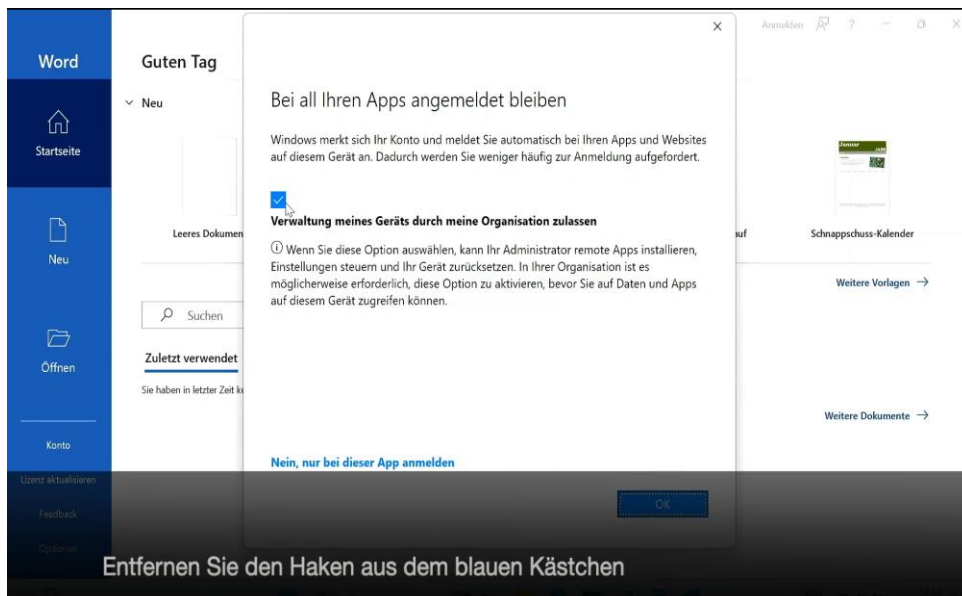 Anmelden
?
Word
Guten Tag
Neu
Bei all Ihren Apps angemeldet bleiben
Windows merkt sich Ihr Konto und meldet Sie automatisch bei Ihren Apps und Websites
auf diesem Gerät an. Dadurch werden Sie weniger häufig zur Anmeldung aufgefordert.
Startseite
Januar
Verwaltung meines Geräts durch meine Organisation zulassen
Leeres Dokumen
uf
Schnappschuss-Kalender
Wenn Sie diese Option auswählen, kann Ihr Administrator remote Apps installieren,
Einstellungen steuern und Ihr Gerät zurücksetzen. In Ihrer Organisation ist es
möglicherweise erforderlich, diese Option zu aktivieren, bevor Sie auf Daten und Apps
auf diesem Gerät zugreifen können.
Neu
Weitere Vorlagen
Suchen
Öffnen
Zuletzt verwendet
Sie haben in letzter Zeit ke
Weitere Dokumente
Konto
Nein, nur bei dieser App anmelden
Lizenz aktualisieren
OK
Feedback
Optionen
Entfernen Sie den Haken aus dem blauen Kästchen